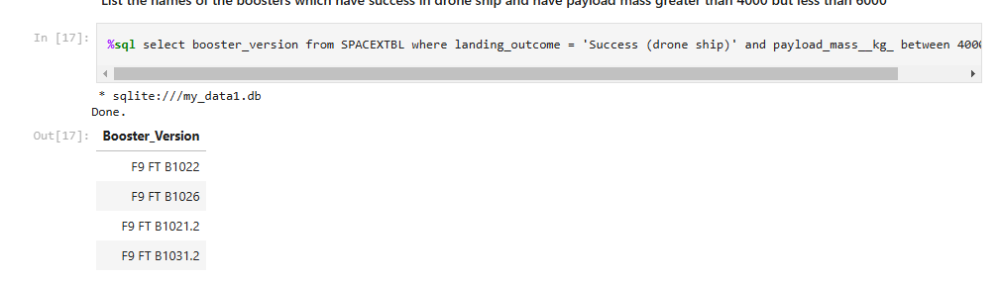 List the names of the boosters which have success in drone ship and have payload mass greater than 4000 but less than 6000
In [17]: %sql select booster_version from SPACEXTBL where landing_outcome = 'Success (drone ship)' and payload_mass__kg_ between
* sqlite:///my_data1.db
Done.
Out[17]: Booster_Version
F9 FT B1022
F9 FT B1026
F9 FT B1021.2
F9 FT B1031.2